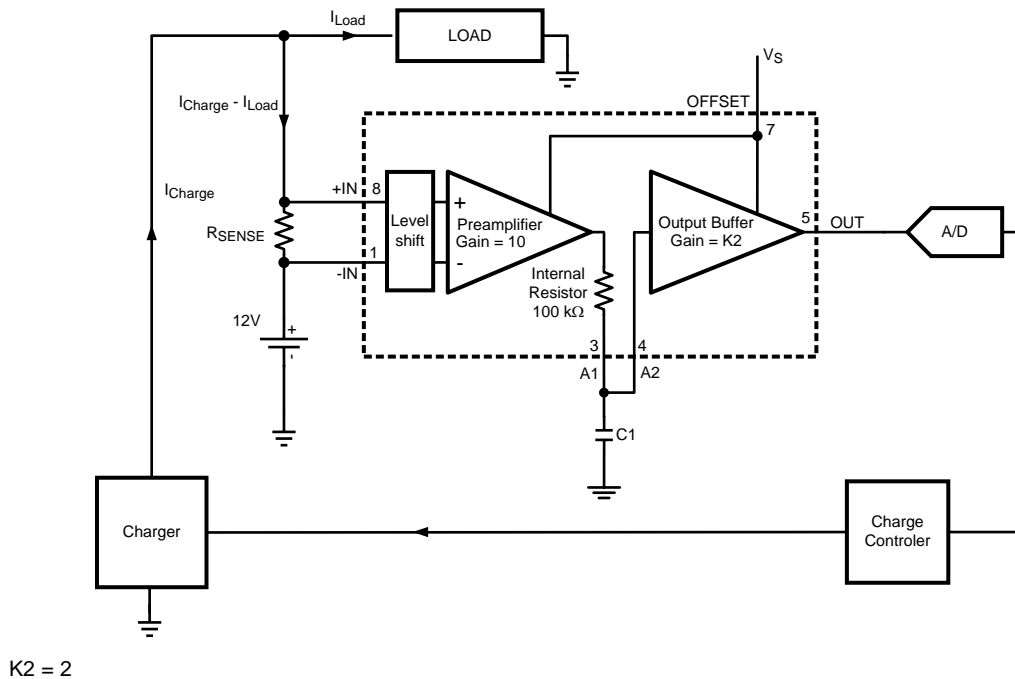 I Load
LOAD
VS
OFFSET
7
ICharge - ILoad
ICharge
+IN 8
Level
shift
+
-
Preamplifier
Gain = 10
Output Buffer
Gain = K2
5
OUT
A/D
RSENSE
1
-IN
Internal
Resistor
100 kΩ
12V
+
-
3
4
A1
A2
C1
Charger
Charge
Controler
K2 = 2